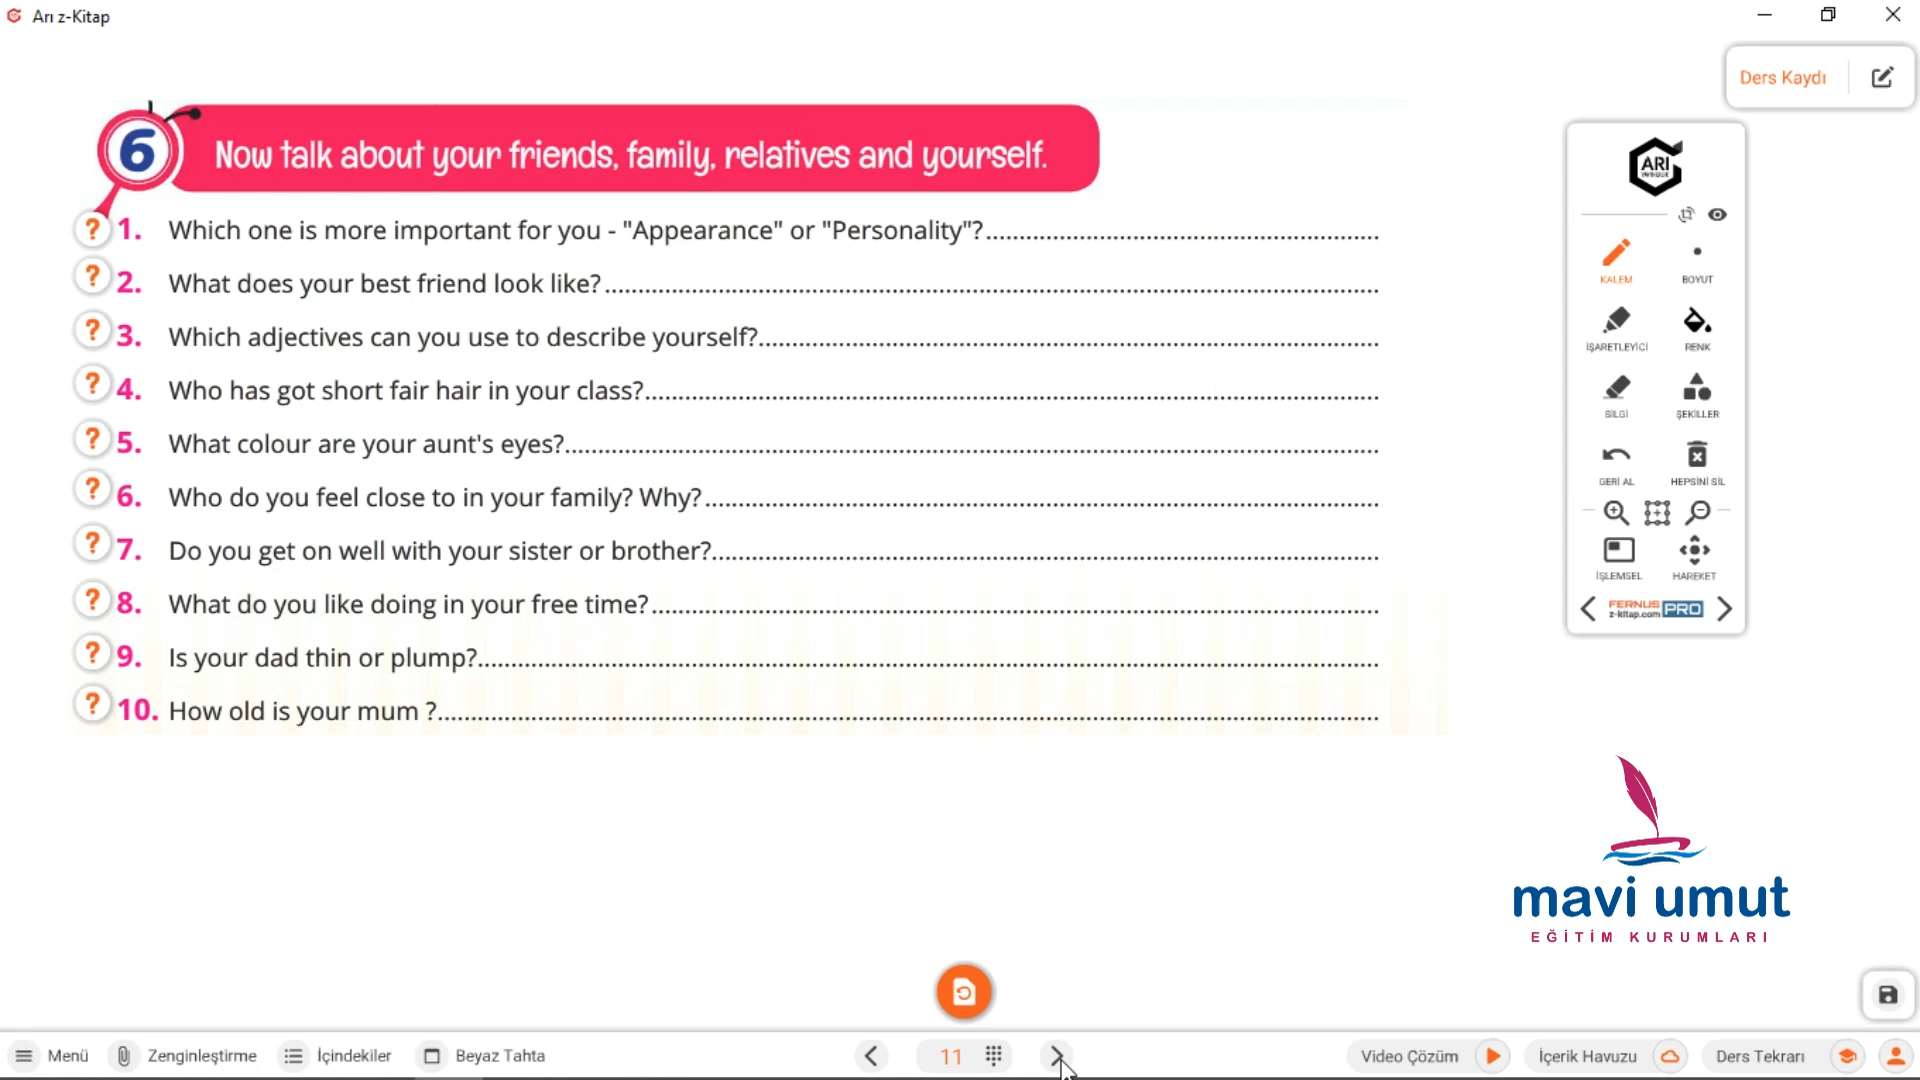 Arı z-Kitap
Ders Kaydı
6 Now talk about your friends, family, relatives and yourself.
? 1. Which one is more important for you - "Appearance" or "Personality"?
? 2. What does your best friend look like?
? 3. Which adjectives can you use to describe yourself?
? 4. Who has got short fair hair in your class?
? 5. What colour are your aunt's eyes?
? 6. Who do you feel close to in your family? Why?
? 7. Do you get on well with your sister or brother?
? 8. What do you like doing in your free time?
? 9. Is your dad thin or plump?
? 10. How old is your mum ?
ARI
KALEM BOYUT
İŞARETLEYİCİ RENK
SİLGİ ŞEKİLLER
GERİ AL HEPSİNİ SİL
İŞLEMSEL HAREKET
FERNUS PRO
z-kitap.com
mavi umut
EĞİTİM KURUMLARI
Menü Zenginleştirme İçindekiler Beyaz Tahta 11 Video Çözüm İçerik Havuzu Ders Tekrarı